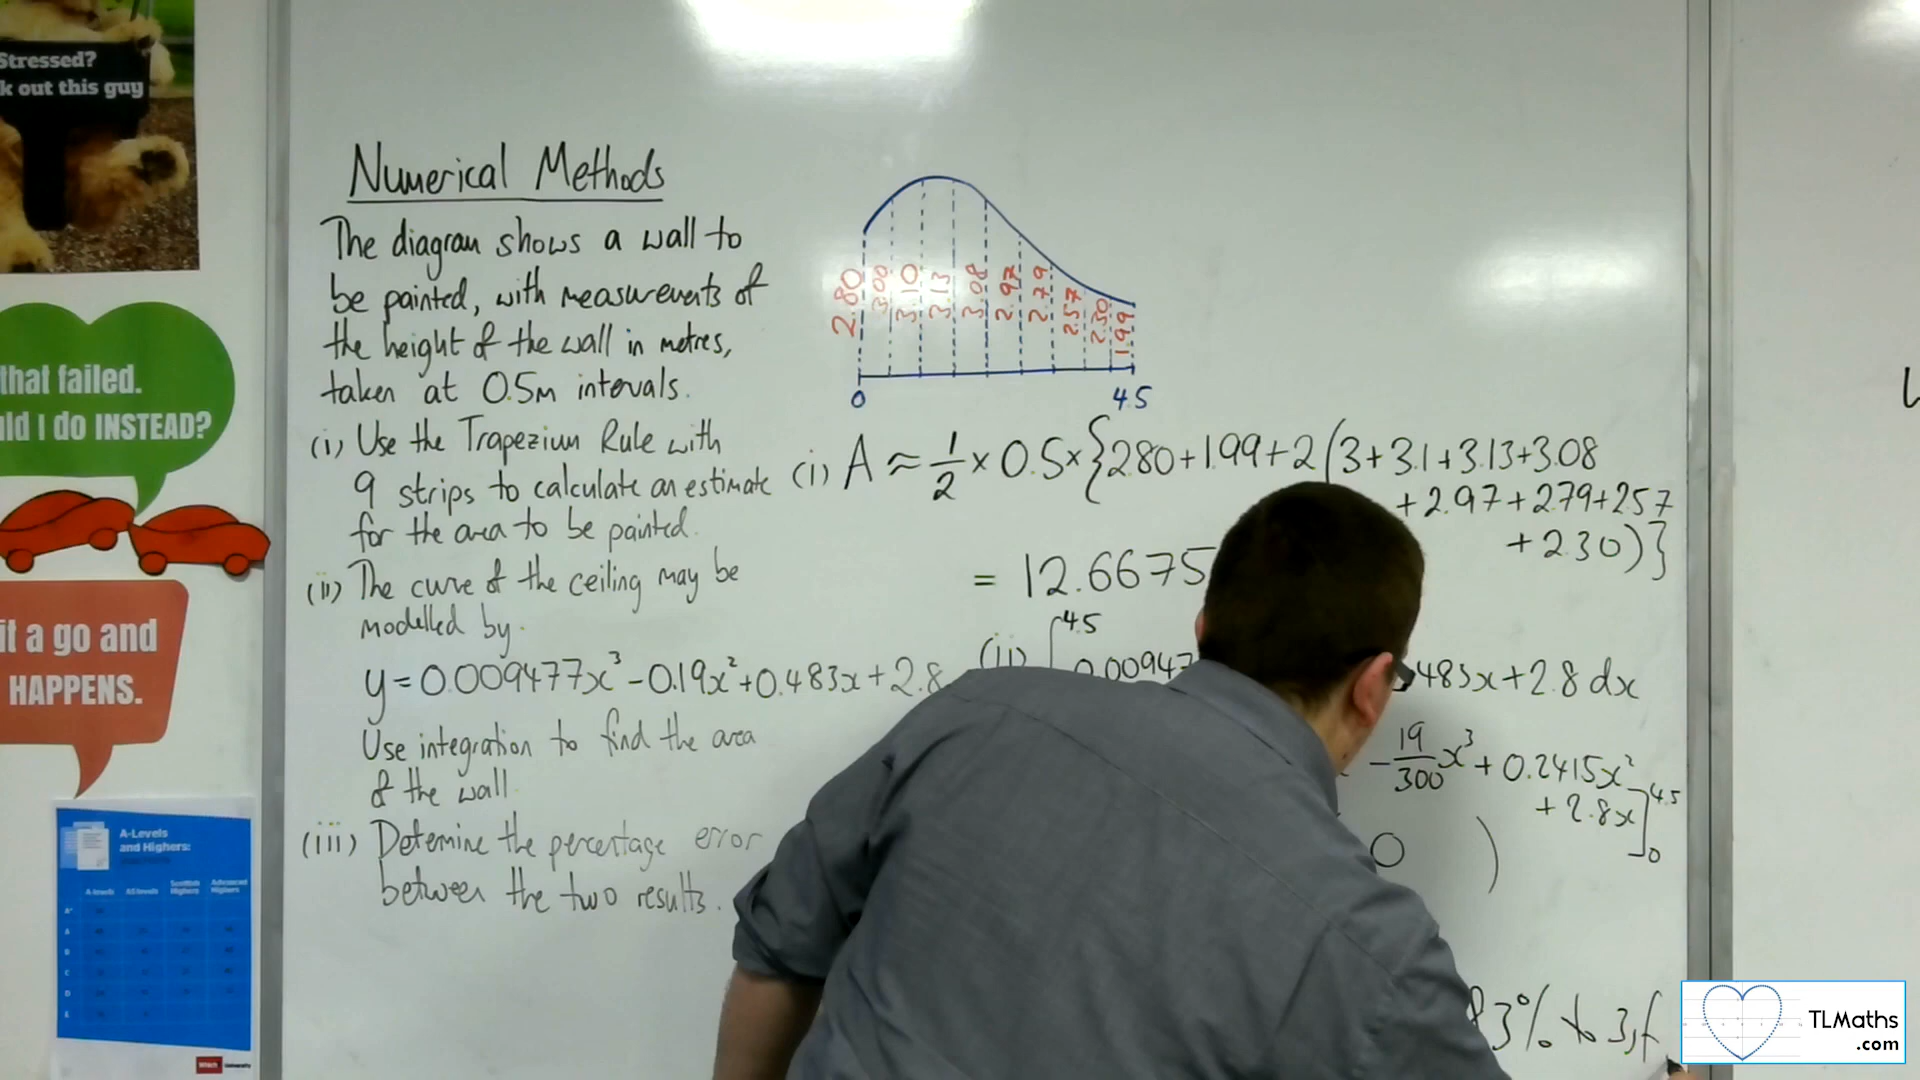 Stressed?
k out this guy
that failed.
ld I do INSTEAD?
it a go and
HAPPENS.
A-Levels
and Highers:
Numerical Methods
The diagram shows a wall to
be painted, with measurements of
the height of the wall in metres,
taken at 0.5m intervals.
(i) Use the Trapezium Rule with
9 strips to calculate an estimate
for the area to be painted.
(ii) The curve of the ceiling may be
modelled by
y=0.009477x³-0.19x²+0.483x+2.8
Use integration to find the area
of the wall.
(iii) Determine the percentage error
between the two results.
2.80
3.00
3.10
3.13
3.08
2.97
2.79
2.57
2.30
1.99
0
4.5
(i) A≈½×0.5×{2.80+1.99+2(3+3.1+3.13+3.08
+2.97+2.79+2.57
+2.30)}
= 12.6675
(ii) ∫4.5
0.00947
483x+2.8 dx
-19/300x³+0.2415x²
+2.8x]4.5 0
0 )
3% to 3sf
TLMaths
.com